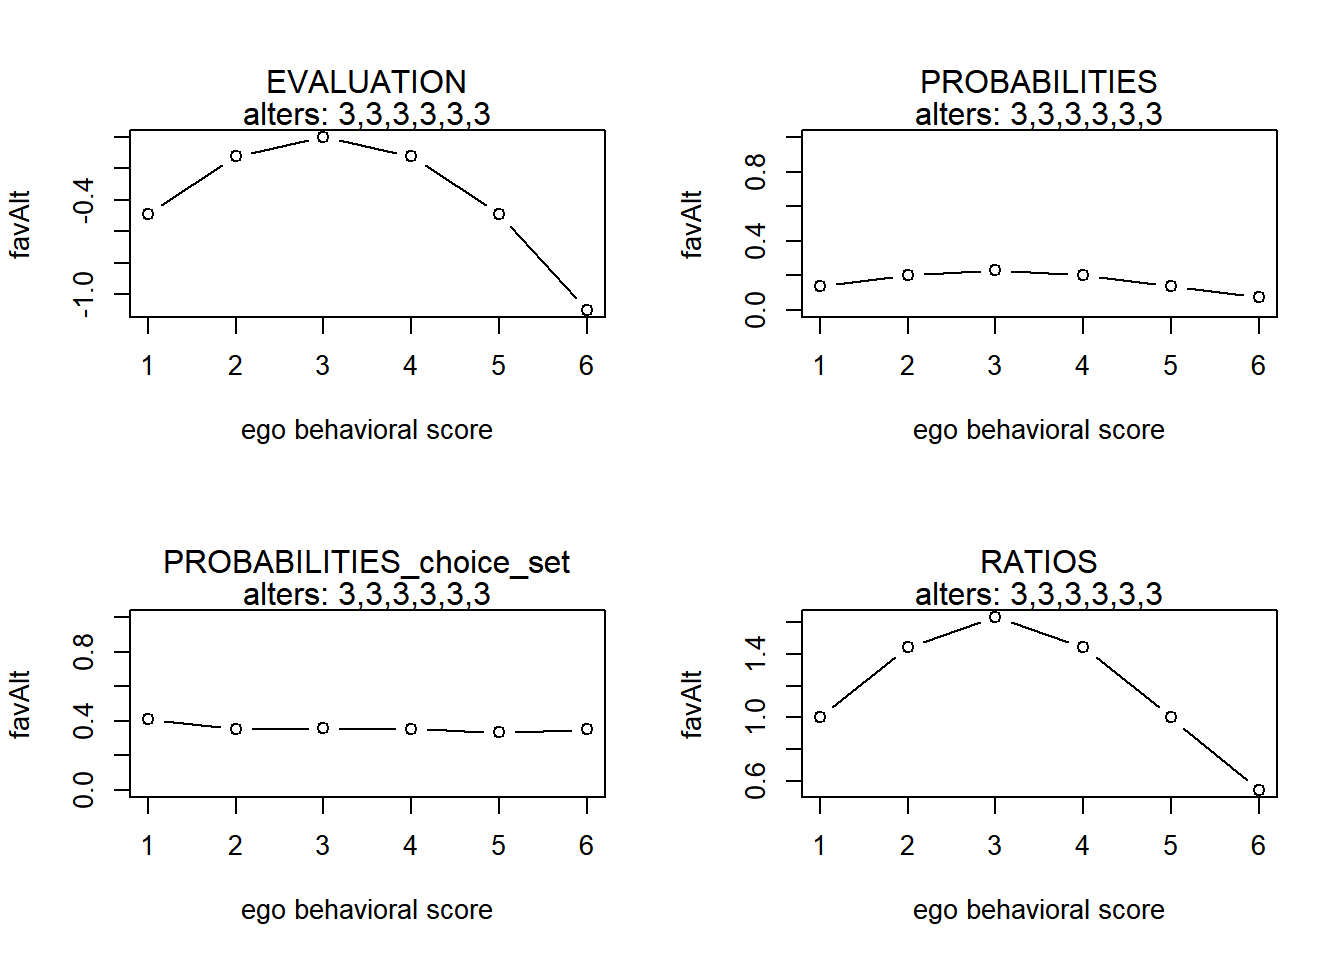 EVALUATION
alters: 3,3,3,3,3,3
favAlt
-0.4
-1.0
1 2 3 4 5 6
ego behavioral score
PROBABILITIES
alters: 3,3,3,3,3,3
favAlt
0.8
0.4
0.0
1 2 3 4 5 6
ego behavioral score
PROBABILITIES_choice_set
alters: 3,3,3,3,3,3
favAlt
0.8
0.4
0.0
1 2 3 4 5 6
ego behavioral score
RATIOS
alters: 3,3,3,3,3,3
favAlt
1.4
1.0
0.6
1 2 3 4 5 6
ego behavioral score